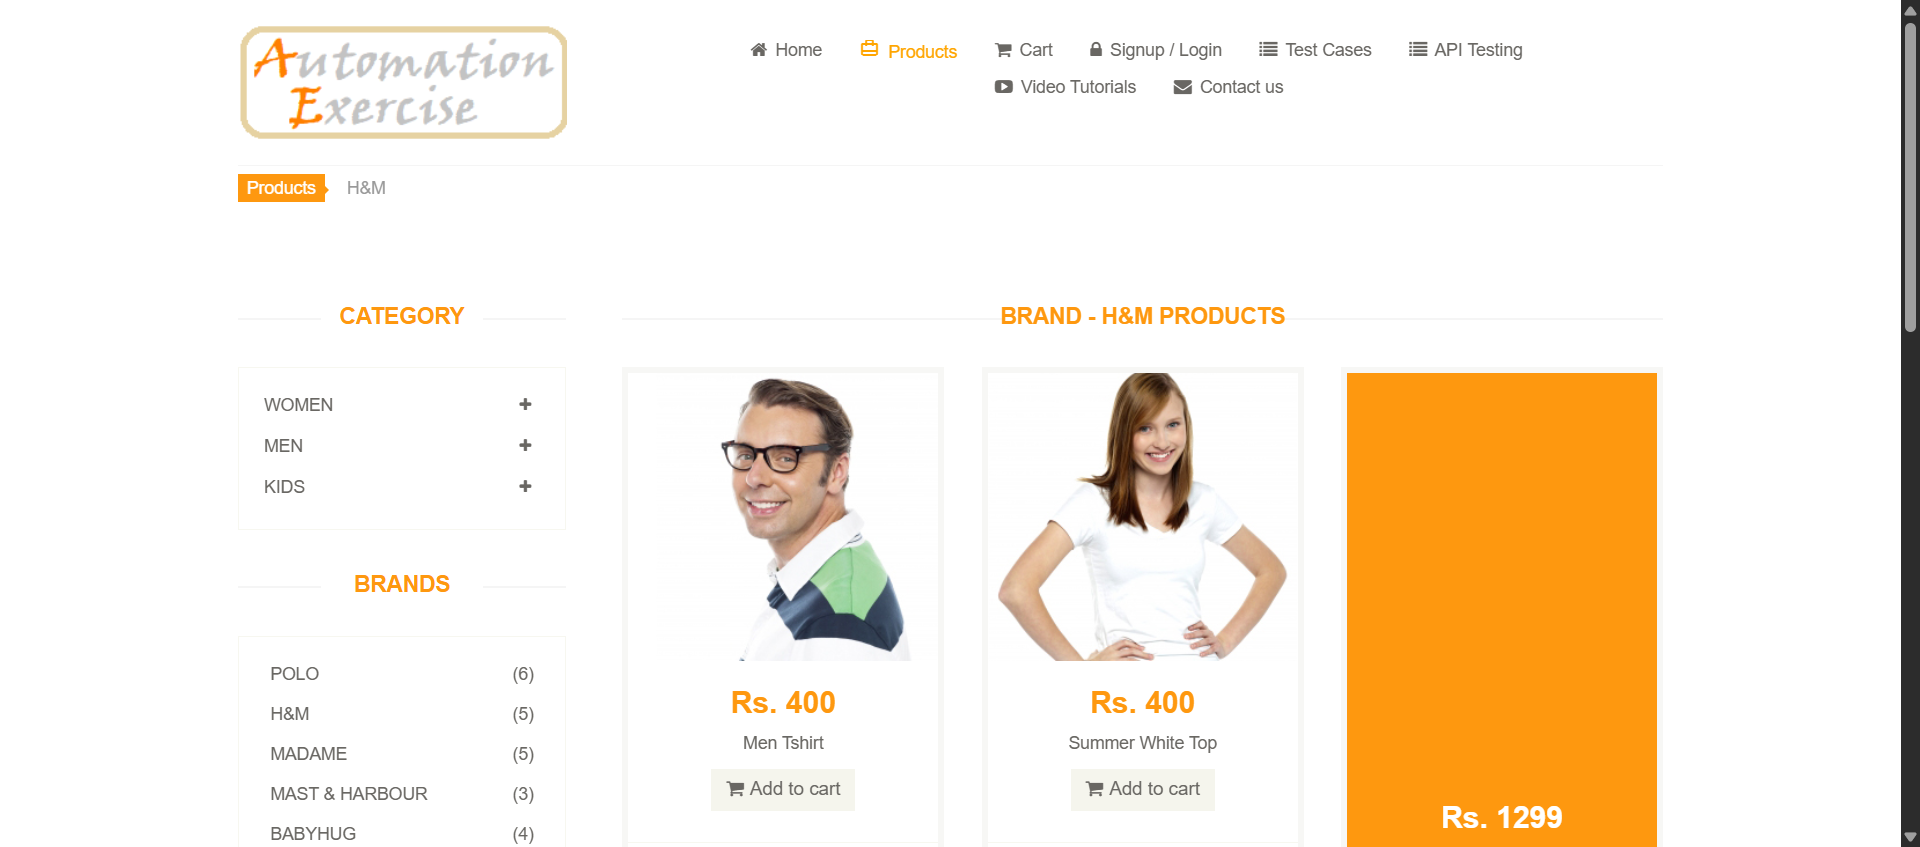 Automation
Exercise
Home
Products
Cart
Signup / Login
Test Cases
API Testing
Video Tutorials
Contact us
Products
H&M
CATEGORY
WOMEN
MEN
KIDS
BRANDS
POLO (6)
H&M (5)
MADAME (5)
MAST & HARBOUR (3)
BABYHUG (4)
BRAND - H&M PRODUCTS
Rs. 400
Men Tshirt
Add to cart
Rs. 400
Summer White Top
Add to cart
Rs. 1299